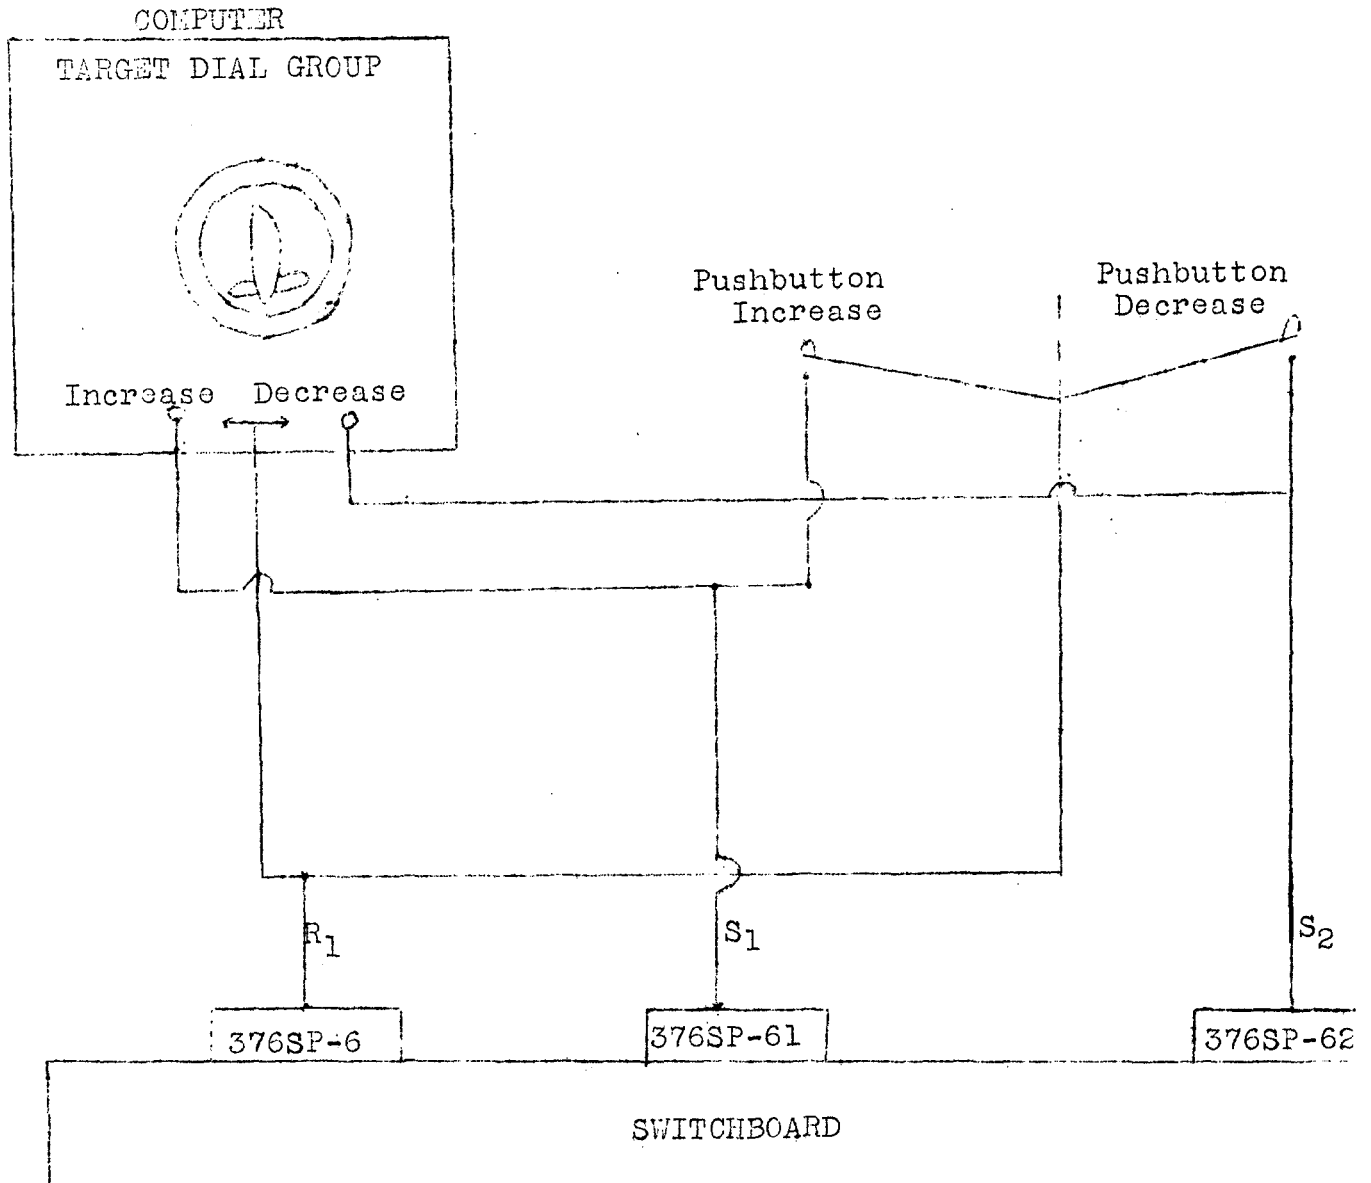 COMPUTER
TARGET DIAL GROUP
Pushbutton
Increase
Pushbutton
Decrease
Increase Decrease
R1
S1
S2
376SP-6
376SP-61
376SP-62
SWITCHBOARD